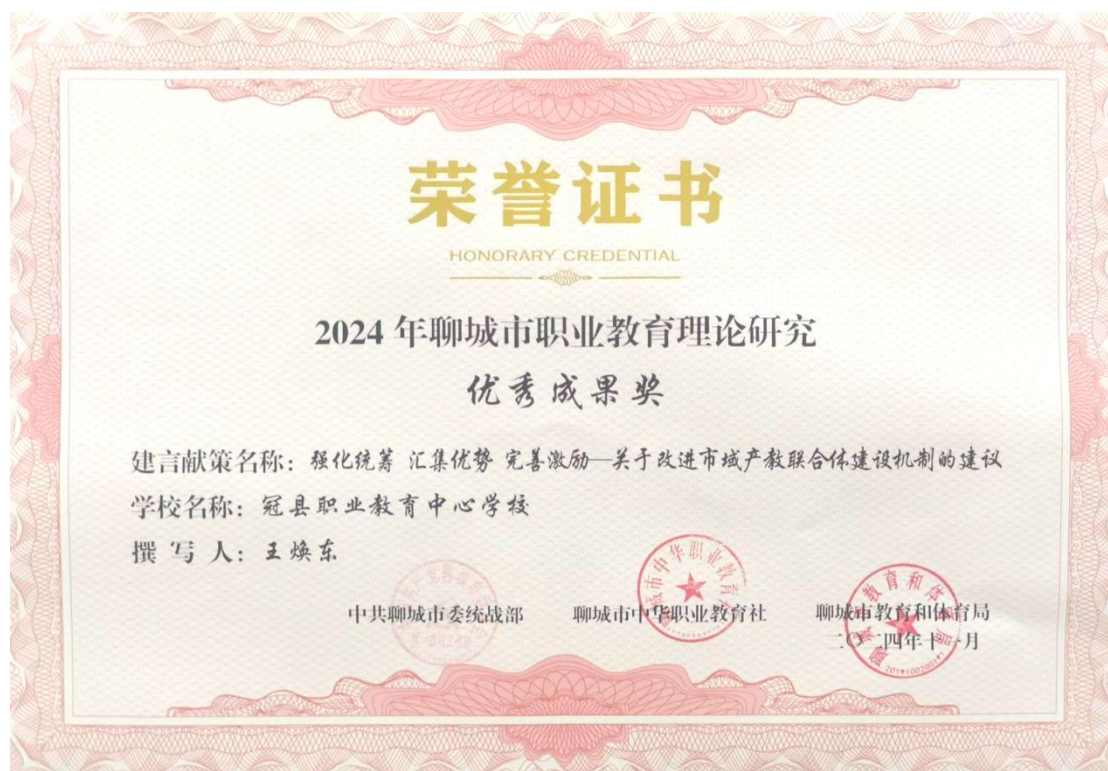 荣誉证书
HONORARY CREDENTIAL
2024 年聊城市职业教育理论研究
优秀成果奖
建言献策名称：强化统筹 汇集优势 完善激励—关于改进市域产教联合体建设机制的建议
学校名称：冠县职业教育中心学校
撰 写 人：王焕东
中共聊城市委统战部 聊城市中华职业教育社 聊城市教育和体育局
二〇二四年十一月